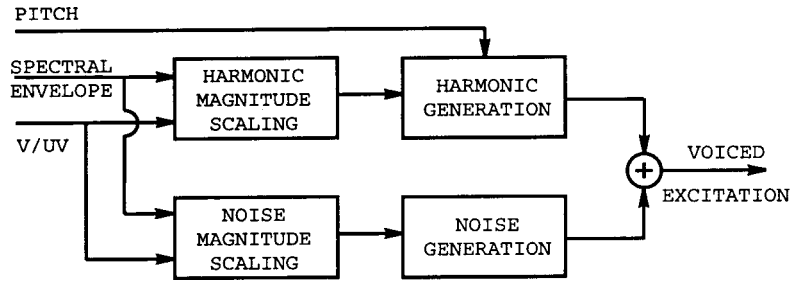 PITCH
SPECTRAL
ENVELOPE
V/UV
HARMONIC
MAGNITUDE
SCALING
HARMONIC
GENERATION
NOISE
MAGNITUDE
SCALING
NOISE
GENERATION
+
VOICED
EXCITATION